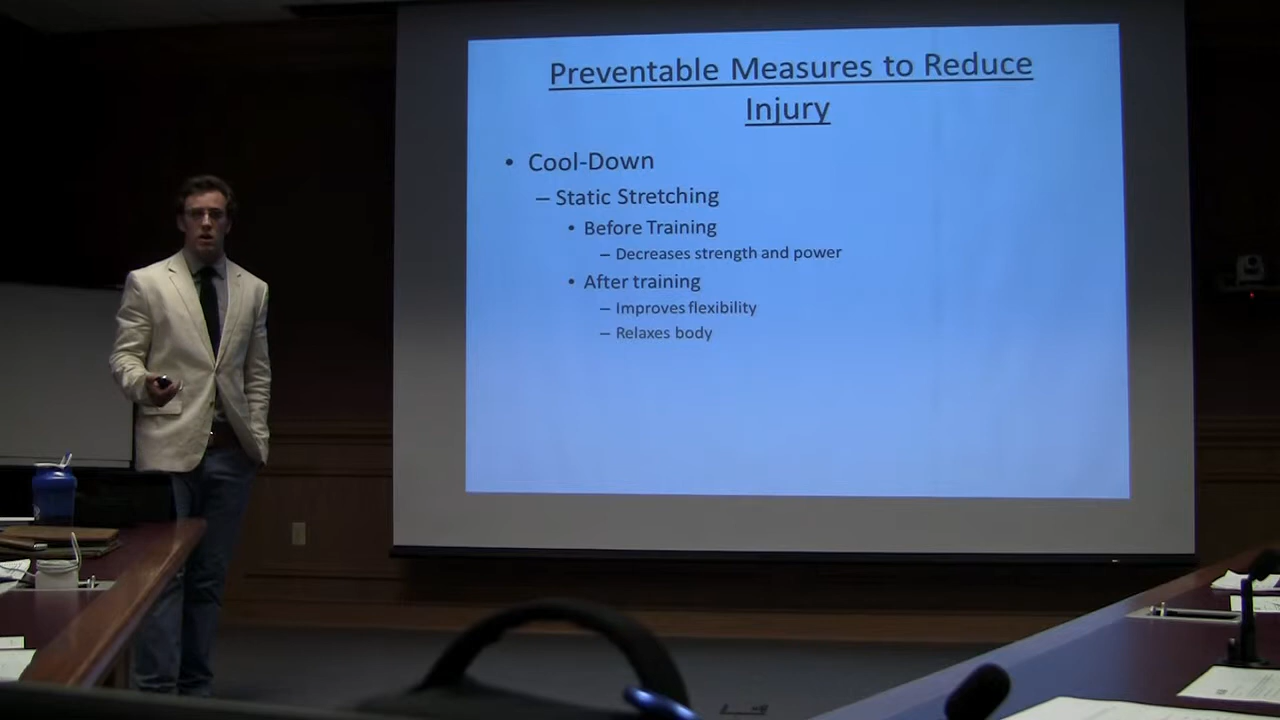 Preventable Measures to Reduce
Injury
• Cool-Down
– Static Stretching
• Before Training
– Decreases strength and power
• After training
– Improves flexibility
– Relaxes body